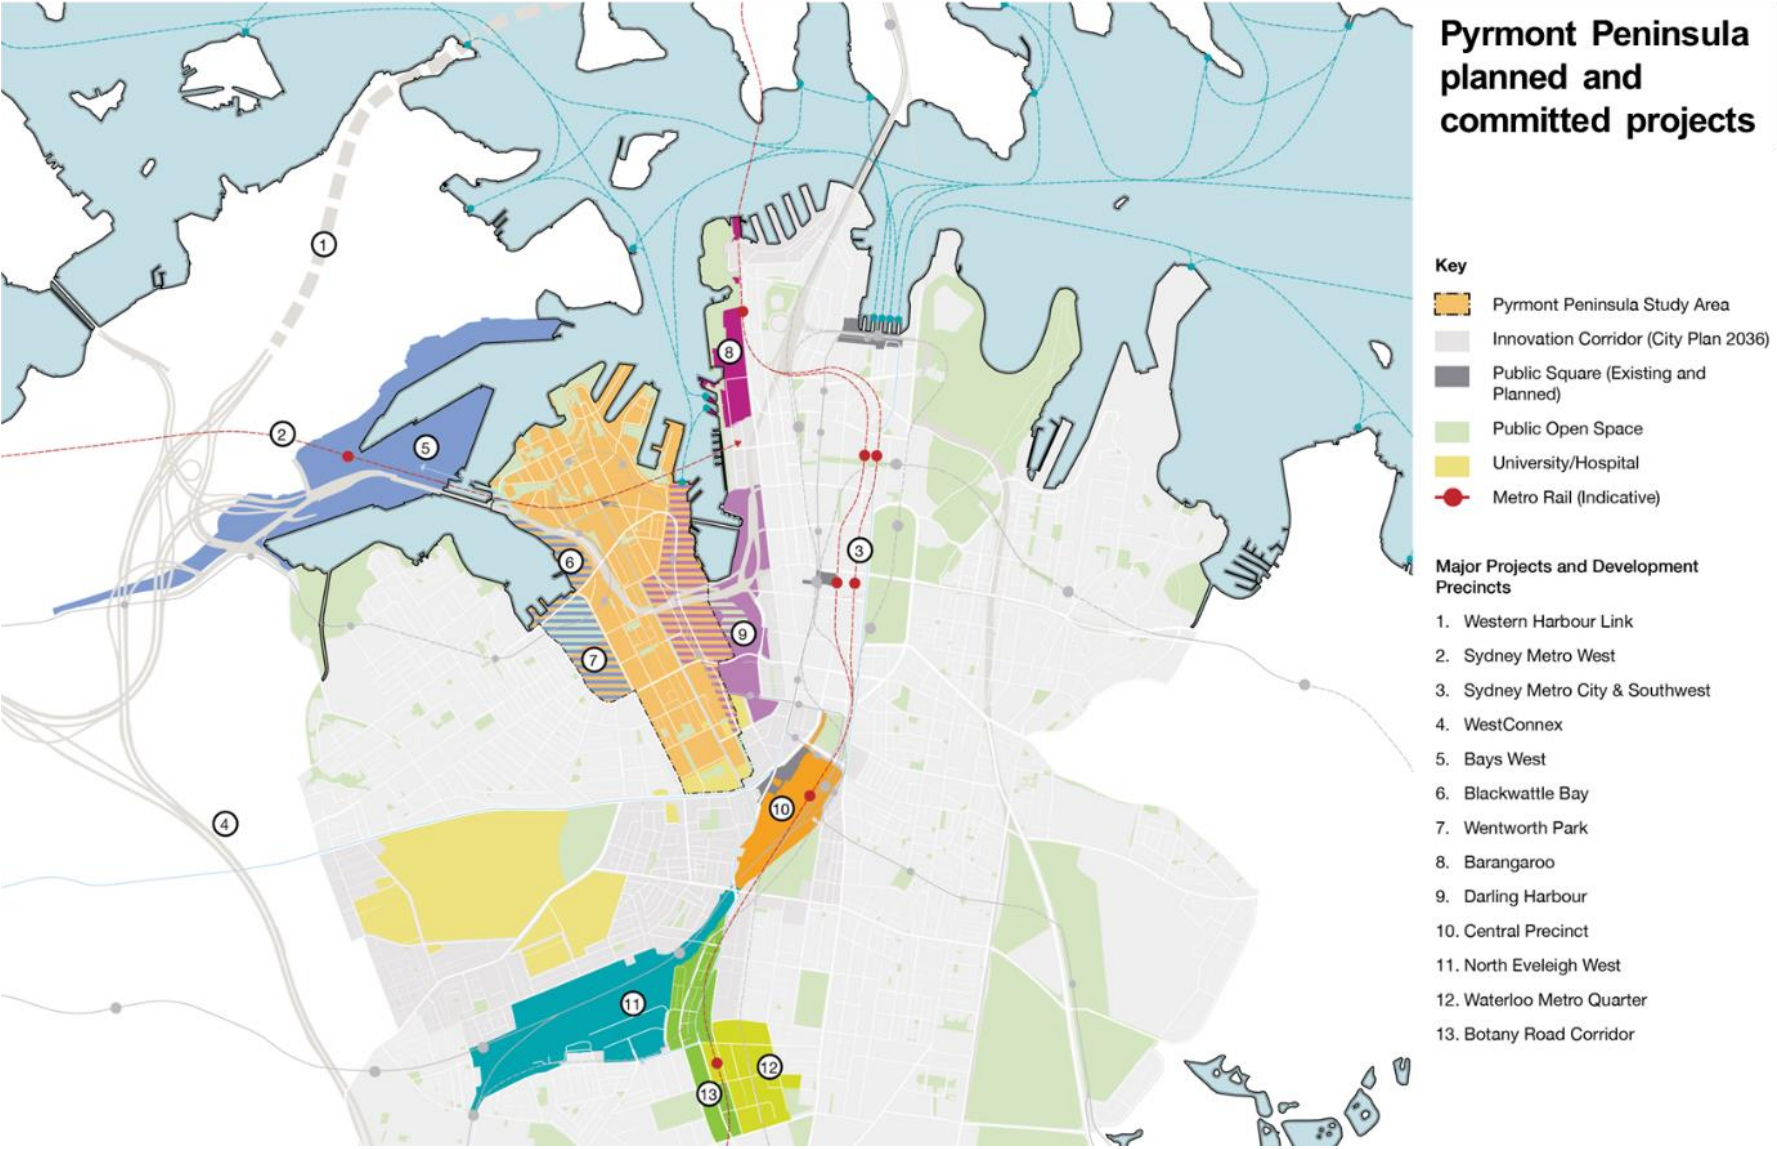 Pyrmont Peninsula
planned and
committed projects
Key
Pyrmont Peninsula Study Area
Innovation Corridor (City Plan 2036)
Public Square (Existing and
Planned)
Public Open Space
University/Hospital
Metro Rail (Indicative)
Major Projects and Development
Precincts
1. Western Harbour Link
2. Sydney Metro West
3. Sydney Metro City & Southwest
4. WestConnex
5. Bays West
6. Blackwattle Bay
7. Wentworth Park
8. Barangaroo
9. Darling Harbour
10. Central Precinct
11. North Eveleigh West
12. Waterloo Metro Quarter
13. Botany Road Corridor
1
8
2
5
3
6
9
7
10
4
11
12
13